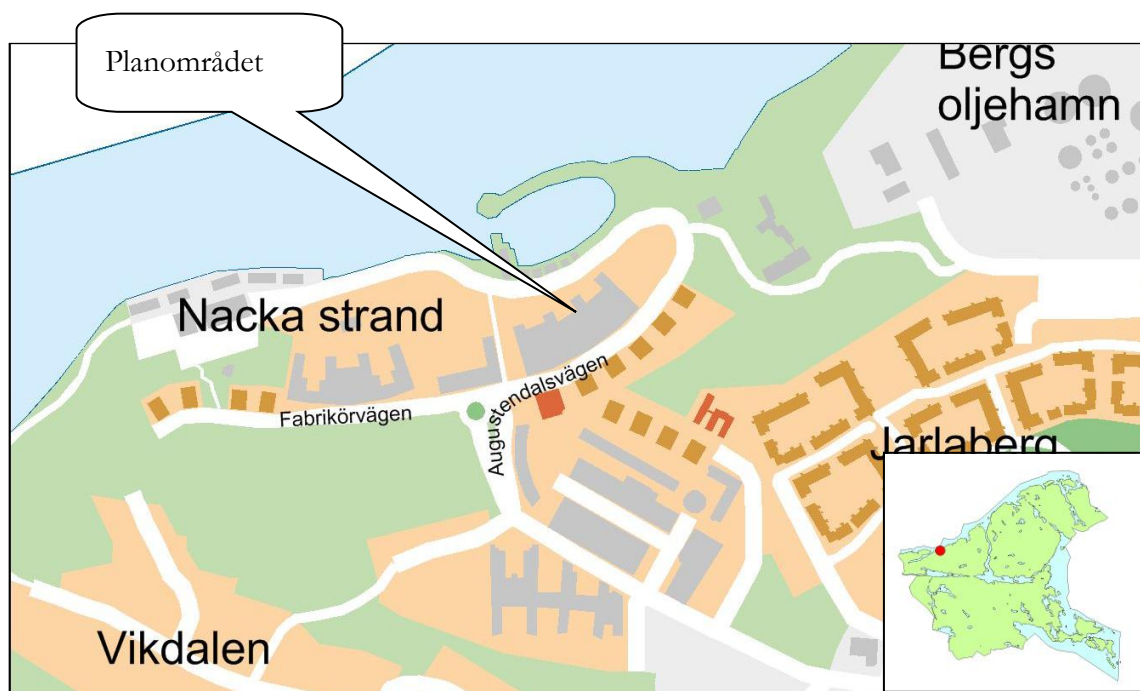 Planområdet
Bergs
oljehamn
Nacka strand
Fabrikörvägen
Augustendalsvägen
Jarlaberg
Vikdalen